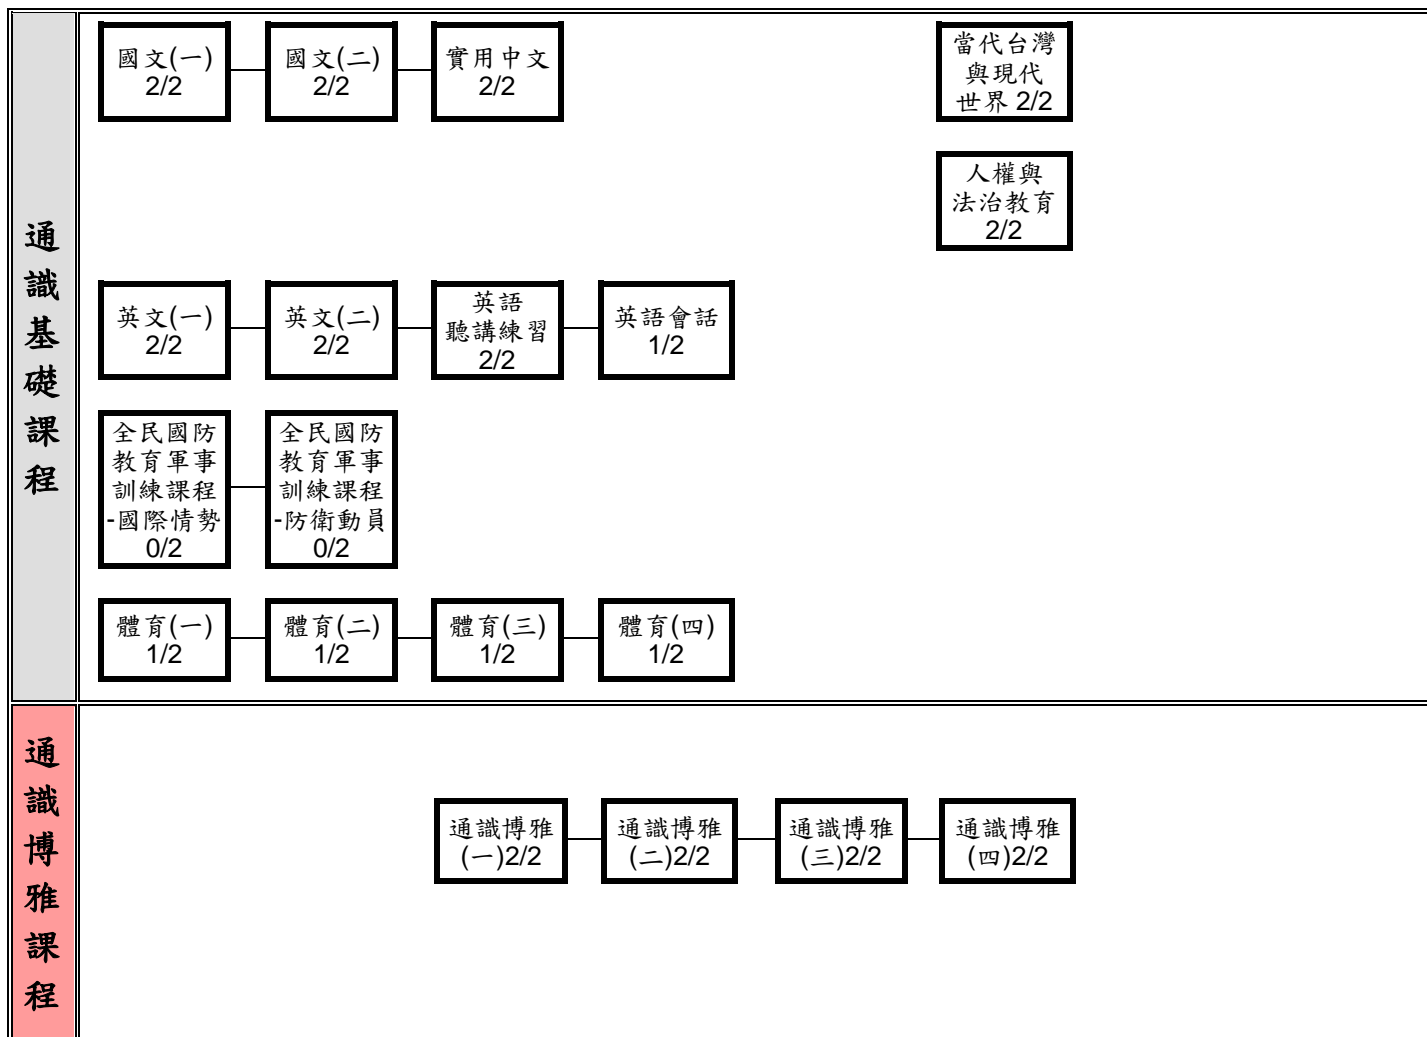 通識基礎課程
國文(一)
2/2
國文(二)
2/2
實用中文
2/2
當代台灣
與現代
世界 2/2
人權與
法治教育
2/2
英文(一)
2/2
英文(二)
2/2
英語
聽講練習
2/2
英語會話
1/2
全民國防
教育軍事
訓練課程
-國際情勢
0/2
全民國防
教育軍事
訓練課程
-防衛動員
0/2
體育(一)
1/2
體育(二)
1/2
體育(三)
1/2
體育(四)
1/2
通識博雅課程
通識博雅
(一)2/2
通識博雅
(二)2/2
通識博雅
(三)2/2
通識博雅
(四)2/2